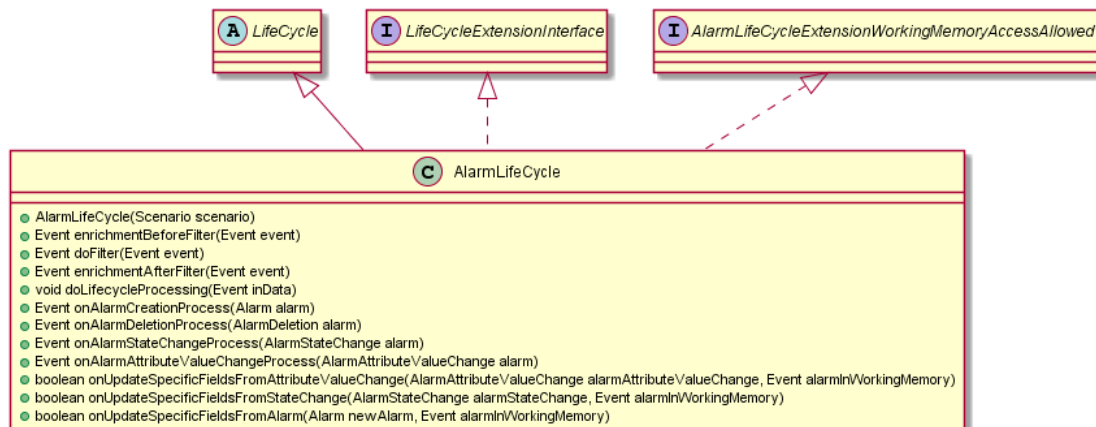 A LifeCycle
I LifeCycleExtensionInterface
I AlarmLifeCycleExtensionWorkingMemoryAccessAllowed
C AlarmLifeCycle
AlarmLifeCycle(Scenario scenario)
Event enrichmentBeforeFilter(Event event)
Event doFilter(Event event)
Event enrichmentAfterFilter(Event event)
void doLifecycleProcessing(Event inData)
Event onAlarmCreationProcess(Alarm alarm)
Event onAlarmDeletionProcess(AlarmDeletion alarm)
Event onAlarmStateChangeProcess(AlarmStateChange alarm)
Event onAlarmAttributeValueChangeProcess(AlarmAttributeValueChange alarm)
boolean onUpdateSpecificFieldsFromAttributeValueChange(AlarmAttributeValueChange alarmAttributeValueChange, Event alarmInWorkingMemory)
boolean onUpdateSpecificFieldsFromStateChange(AlarmStateChange alarmStateChange, Event alarmInWorkingMemory)
boolean onUpdateSpecificFieldsFromAlarm(Alarm newAlarm, Event alarmInWorkingMemory)